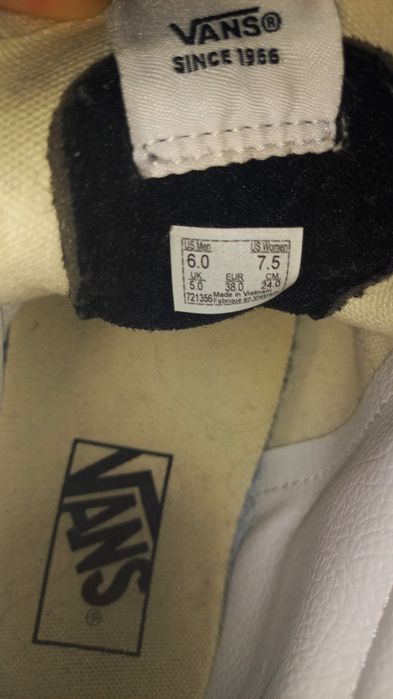 VANS®
SINCE 1966
US Men US Women
6.0 7.5
UK EUR CM
5.0 38.0 24.0
721356 Made in Vietnam
Fabriqué en Vietnam
VANS
®